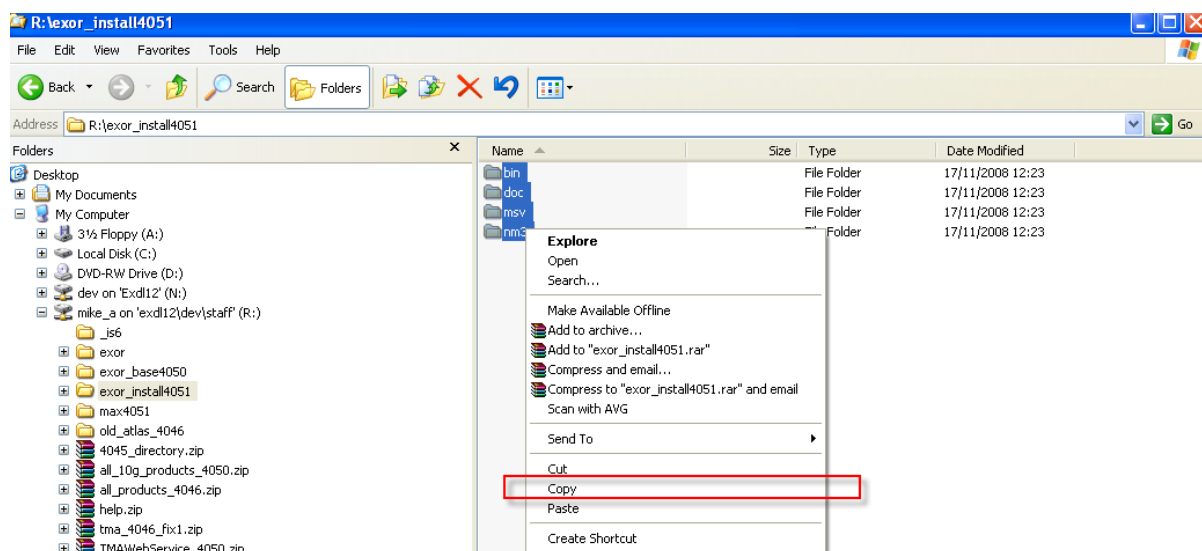 R:\exor_install4051
File Edit View Favorites Tools Help
Back Search Folders
Address R:\exor_install4051 Go
Folders x Name Size Type Date Modified
Desktop
My Documents
My Computer
3½ Floppy (A:)
Local Disk (C:)
DVD-RW Drive (D:)
dev on 'Exdl12' (N:)
mike_a on 'exdl12\dev\staff' (R:)
_is6
exor
exor_base4050
exor_install4051
max4051
old_atlas_4046
4045_directory.zip
all_10g_products_4050.zip
all_products_4046.zip
help.zip
tma_4046_fix1.zip
TMAWebService_4050.zip
bin File Folder 17/11/2008 12:23
doc File Folder 17/11/2008 12:23
msv File Folder 17/11/2008 12:23
nm3 File Folder 17/11/2008 12:23
Explore
Open
Search...
Make Available Offline
Add to archive...
Add to "exor_install4051.rar"
Compress and email...
Compress to "exor_install4051.rar" and email
Scan with AVG
Send To
Cut
Copy
Paste
Create Shortcut